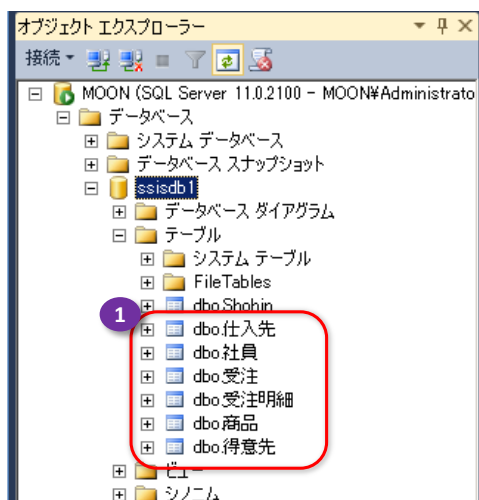 オブジェクト エクスプローラー
接続
MOON (SQL Server 11.0.2100 - MOON¥Administrato
データベース
システム データベース
データベース スナップショット
ssisdb1
データベース ダイアグラム
テーブル
システム テーブル
FileTables
dbo.Shohin
1
dbo.仕入先
dbo.社員
dbo.受注
dbo.受注明細
dbo.商品
dbo.得意先
ビュー
シノニム